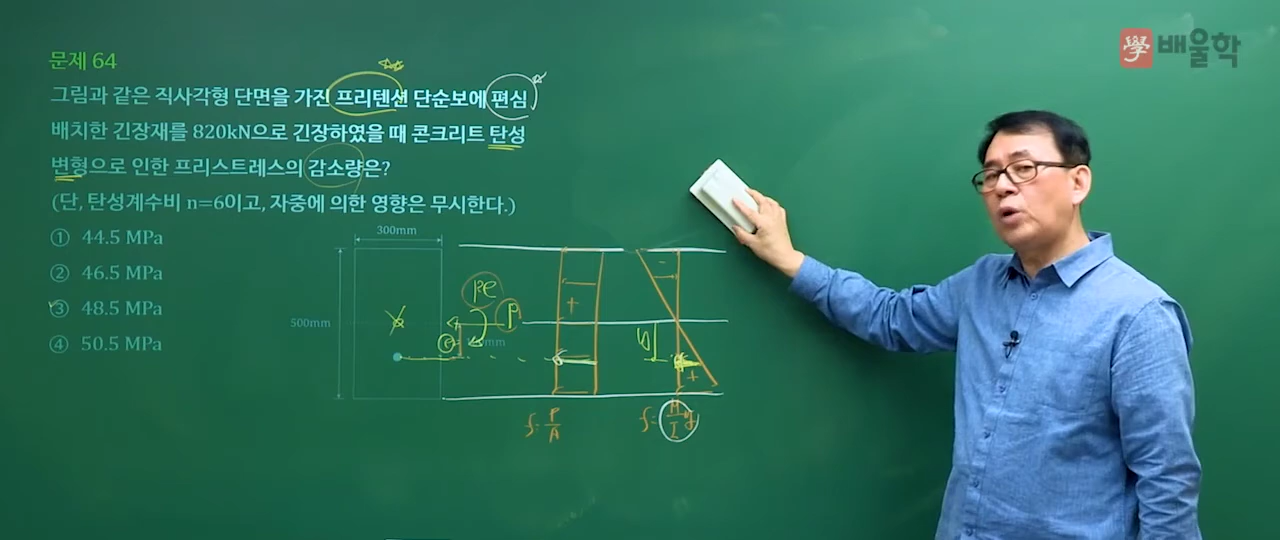 學 배울학
문제 64
그림과 같은 직사각형 단면을 가진 프리텐션 단순보에 편심
배치한 긴장재를 820kN으로 긴장하였을 때 콘크리트 탄성
변형으로 인한 프리스트레스의 감소량은?
(단, 탄성계수비 n=6이고, 자중에 의한 영향은 무시한다.)
① 44.5 MPa
② 46.5 MPa
③ 48.5 MPa
④ 50.5 MPa
300mm
500mm
Pe
P
e=
mm
+
-
+
f=P/A
f=M/I y